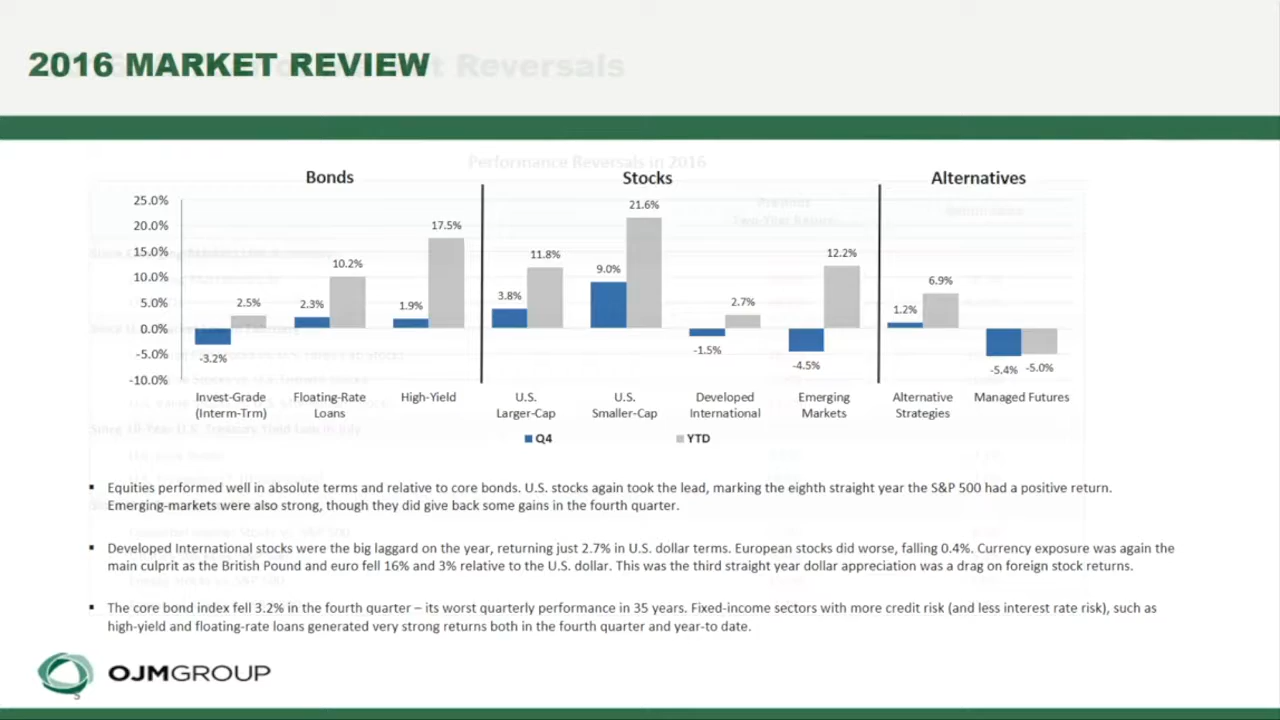 2016 MARKET REVIEW
Reversals
Performance Reversals in 2016
Bonds
Stocks
Alternatives
25.0%
20.0%
15.0%
10.0%
5.0%
0.0%
-5.0%
-10.0%
-3.2%
2.5%
2.3%
10.2%
1.9%
17.5%
3.8%
11.8%
9.0%
21.6%
-1.5%
2.7%
-4.5%
12.2%
1.2%
6.9%
-5.4%
-5.0%
Invest-Grade
(Interm-Trm)
Floating-Rate
Loans
High-Yield
U.S.
Larger-Cap
U.S.
Smaller-Cap
Developed
International
Emerging
Markets
Alternative
Strategies
Managed Futures
Q4
YTD
▪ Equities performed well in absolute terms and relative to core bonds. U.S. stocks again took the lead, marking the eighth straight year the S&P 500 had a positive return.
Emerging-markets were also strong, though they did give back some gains in the fourth quarter.
▪ Developed International stocks were the big laggard on the year, returning just 2.7% in U.S. dollar terms. European stocks did worse, falling 0.4%. Currency exposure was again the
main culprit as the British Pound and euro fell 16% and 3% relative to the U.S. dollar. This was the third straight year dollar appreciation was a drag on foreign stock returns.
▪ The core bond index fell 3.2% in the fourth quarter – its worst quarterly performance in 35 years. Fixed-income sectors with more credit risk (and less interest rate risk), such as
high-yield and floating-rate loans generated very strong returns both in the fourth quarter and year-to date.
OJMGROUP